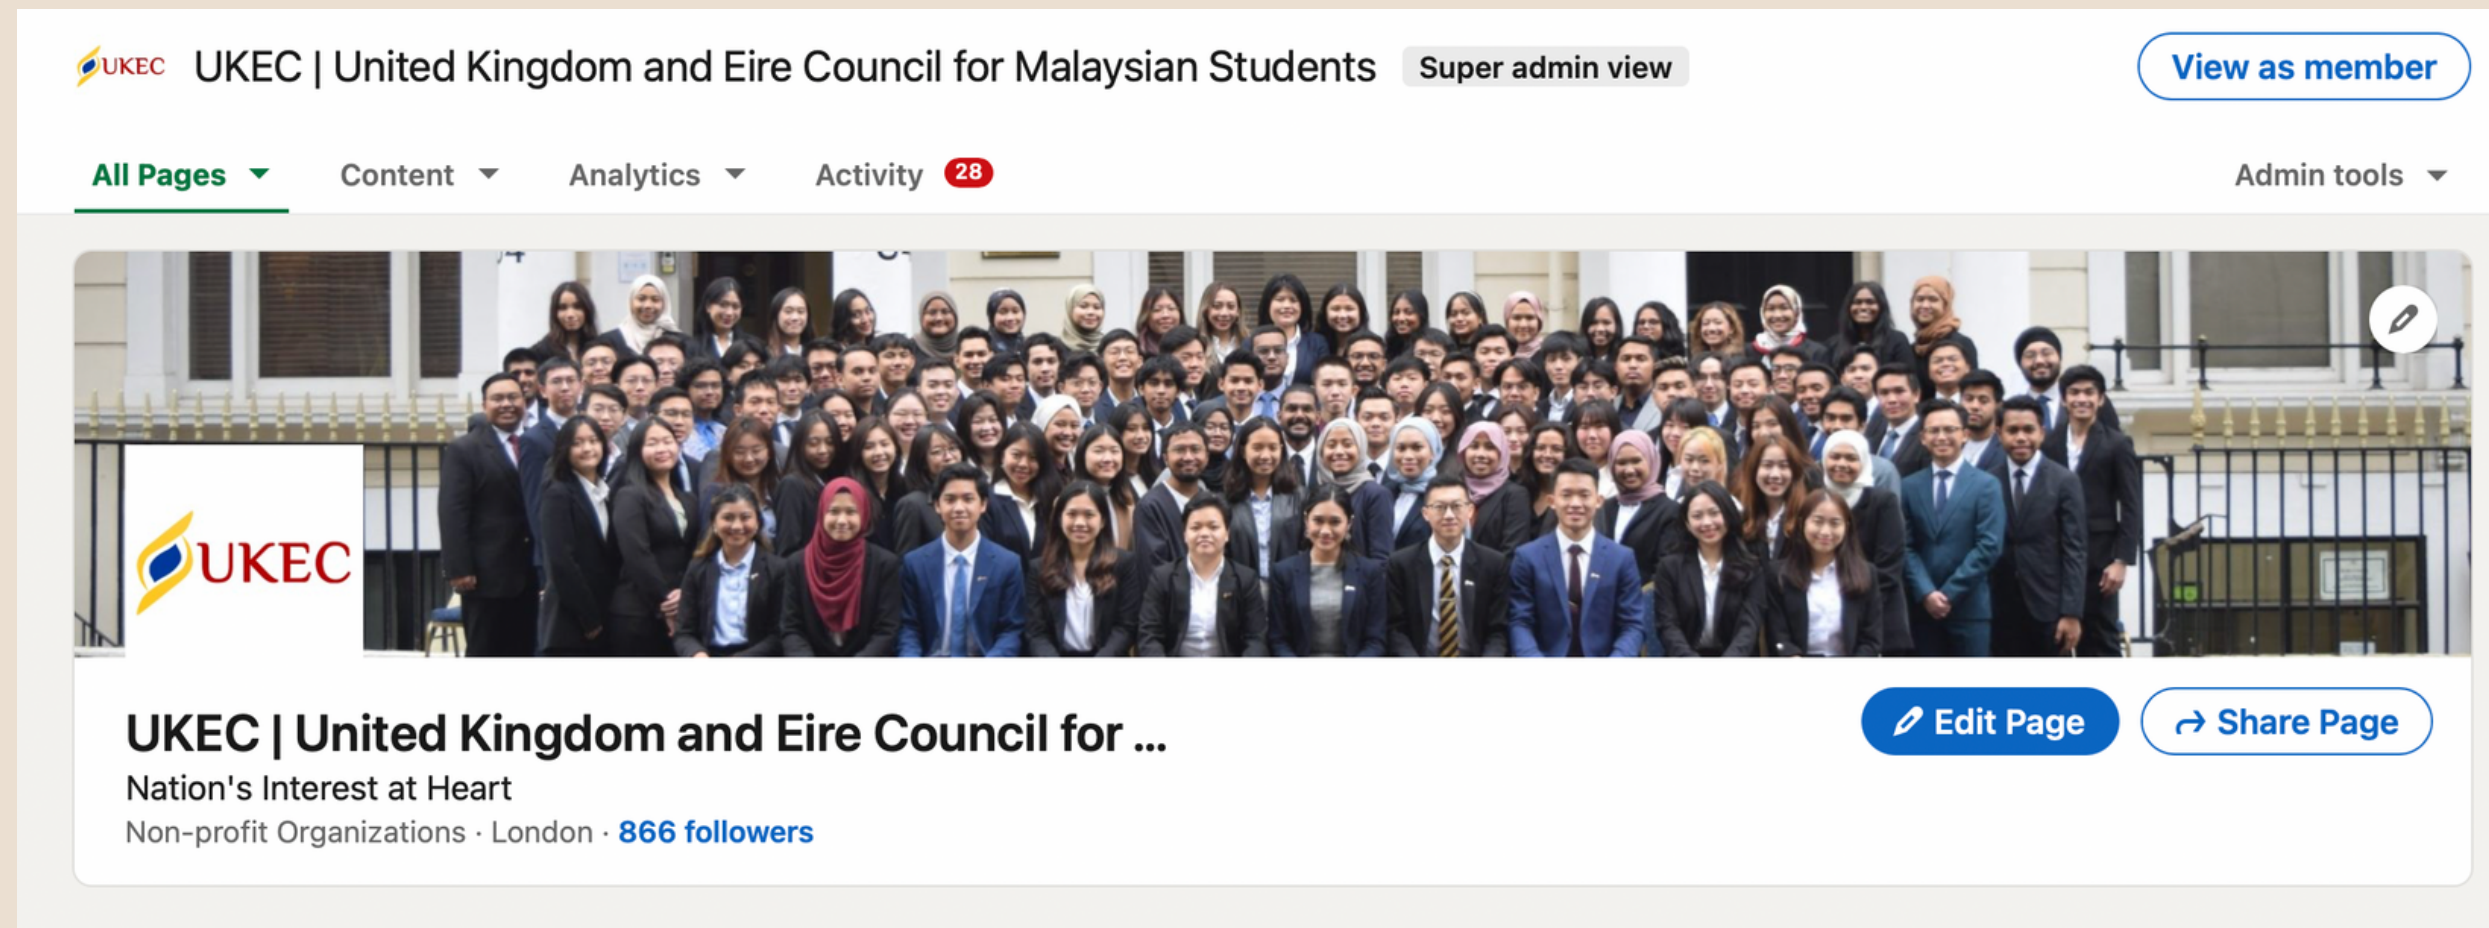 UKEC UKEC | United Kingdom and Eire Council for Malaysian Students Super admin view View as member
All Pages Content Analytics Activity 28 Admin tools
UKEC
UKEC | United Kingdom and Eire Council for ...
Edit Page Share Page
Nation's Interest at Heart
Non-profit Organizations · London · 866 followers